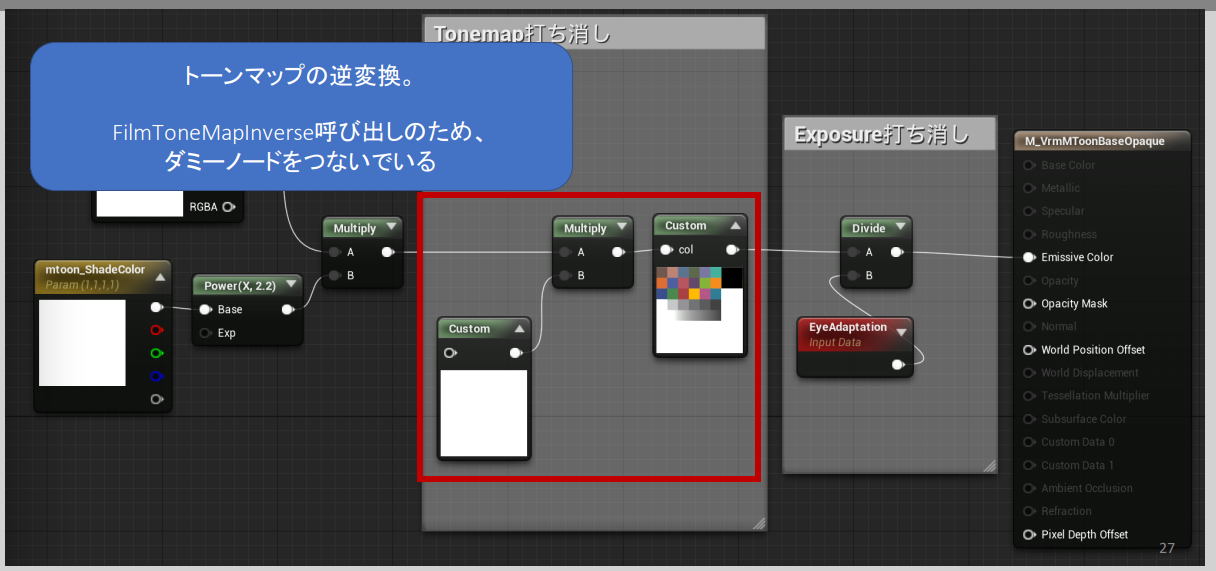 Tonemap打ち消し
トーンマップの逆変換。
FilmToneMapInverse呼び出しのため、
ダミーノードをつないでいる
RGBA
Multiply
A
B
mtoon_ShadeColor
Param (1,1,1,1)
Power(X, 2.2)
Base
Exp
Custom
Multiply
A
B
Custom
col
Exposure打ち消し
Divide
A
B
EyeAdaptation
Input Data
M_VrmMToonBaseOpaque
Base Color
Metallic
Specular
Roughness
Emissive Color
Opacity
Opacity Mask
Normal
World Position Offset
World Displacement
Tessellation Multiplier
Subsurface Color
Custom Data 0
Custom Data 1
Ambient Occlusion
Refraction
Pixel Depth Offset
27